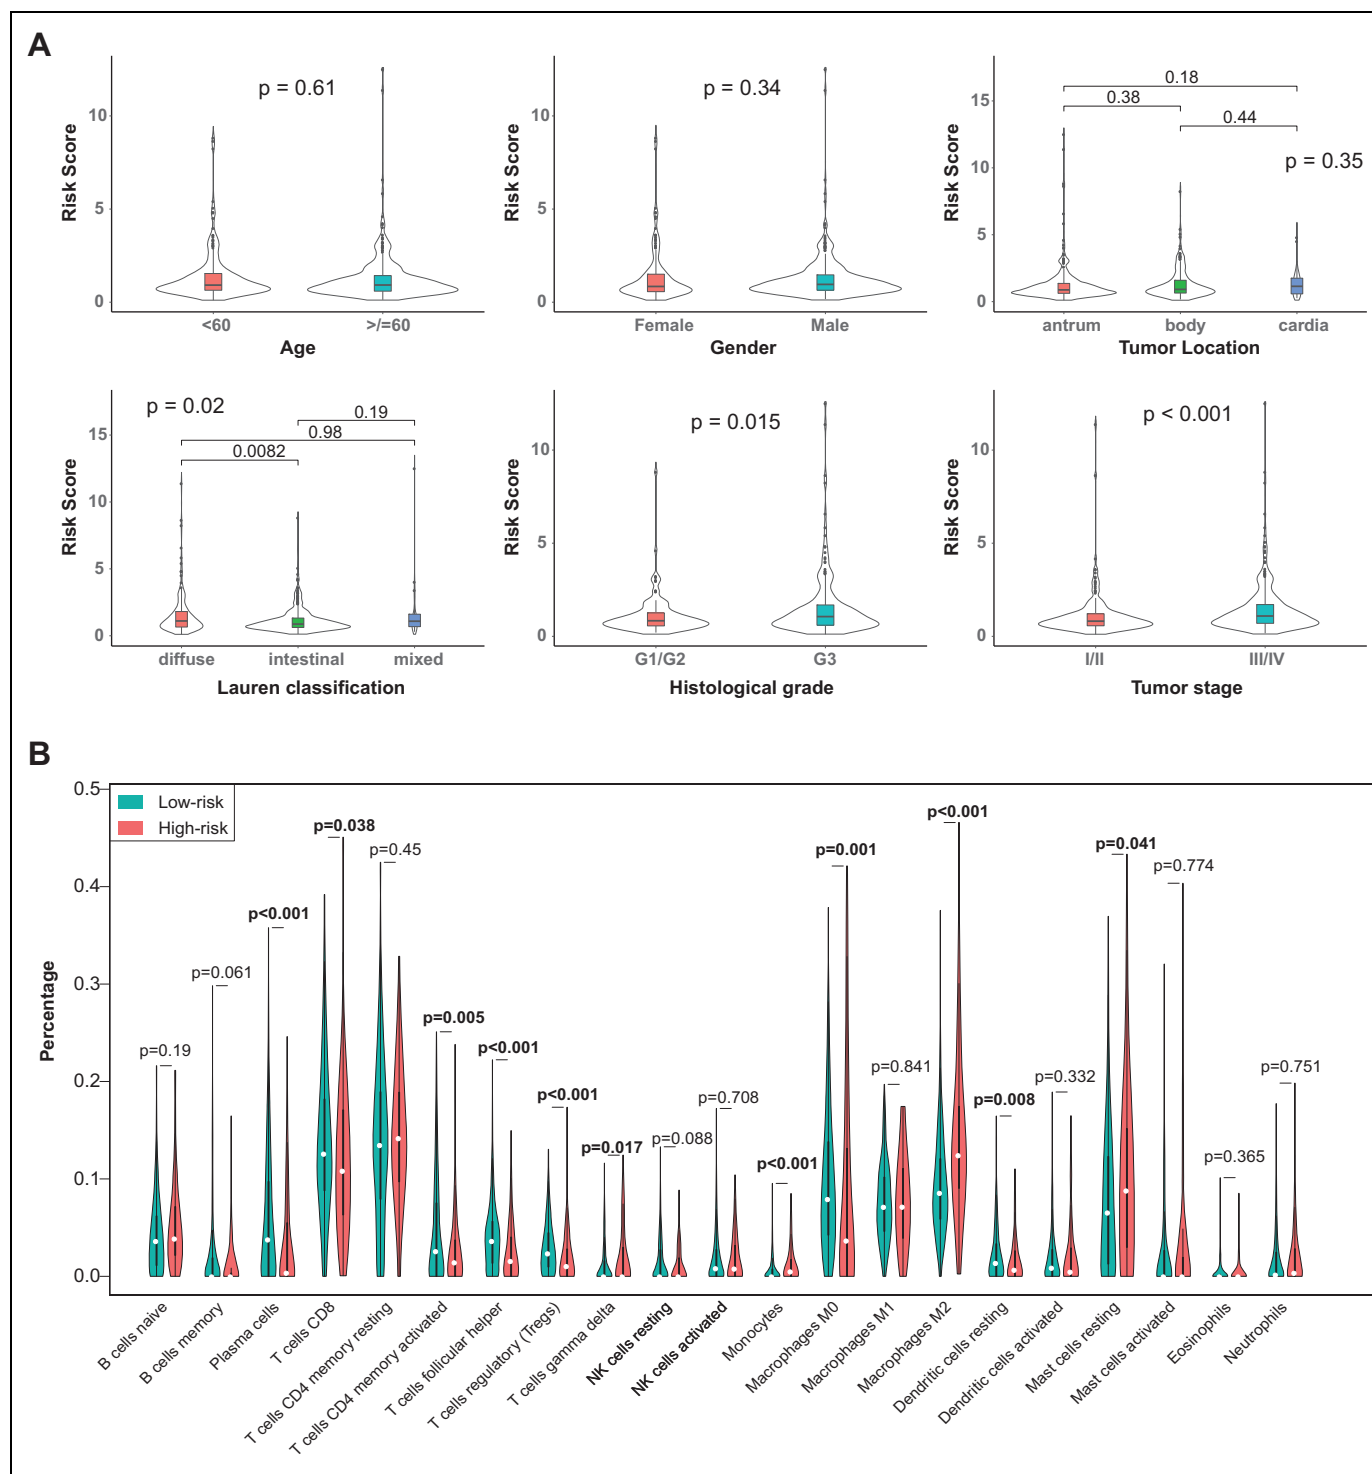 A
p = 0.61
Risk Score
10
5
0
<60
>/=60
Age
p = 0.34
Risk Score
10
5
0
Female
Male
Gender
0.18
0.38
0.44
p = 0.35
Risk Score
15
10
5
0
antrum
body
cardia
Tumor Location
p = 0.02
0.19
0.98
0.0082
Risk Score
15
10
5
0
diffuse
intestinal
mixed
Lauren classification
p = 0.015
Risk Score
10
5
0
G1/G2
G3
Histological grade
p < 0.001
Risk Score
10
5
0
I/II
III/IV
Tumor stage
B
Low-risk
High-risk
Percentage
0.5
0.4
0.3
0.2
0.1
0.0
p=0.19
p=0.061
p<0.001
p=0.038
p=0.45
p=0.005
p<0.001
p<0.001
p=0.017
p=0.088
p=0.708
p<0.001
p=0.001
p=0.841
p<0.001
p=0.008
p=0.332
p=0.041
p=0.774
p=0.365
p=0.751
B cells naive
B cells memory
Plasma cells
T cells CD8
T cells CD4 memory resting
T cells CD4 memory activated
T cells follicular helper
T cells regulatory (Tregs)
T cells gamma delta
NK cells resting
NK cells activated
Monocytes
Macrophages M0
Macrophages M1
Macrophages M2
Dendritic cells resting
Dendritic cells activated
Mast cells resting
Mast cells activated
Eosinophils
Neutrophils